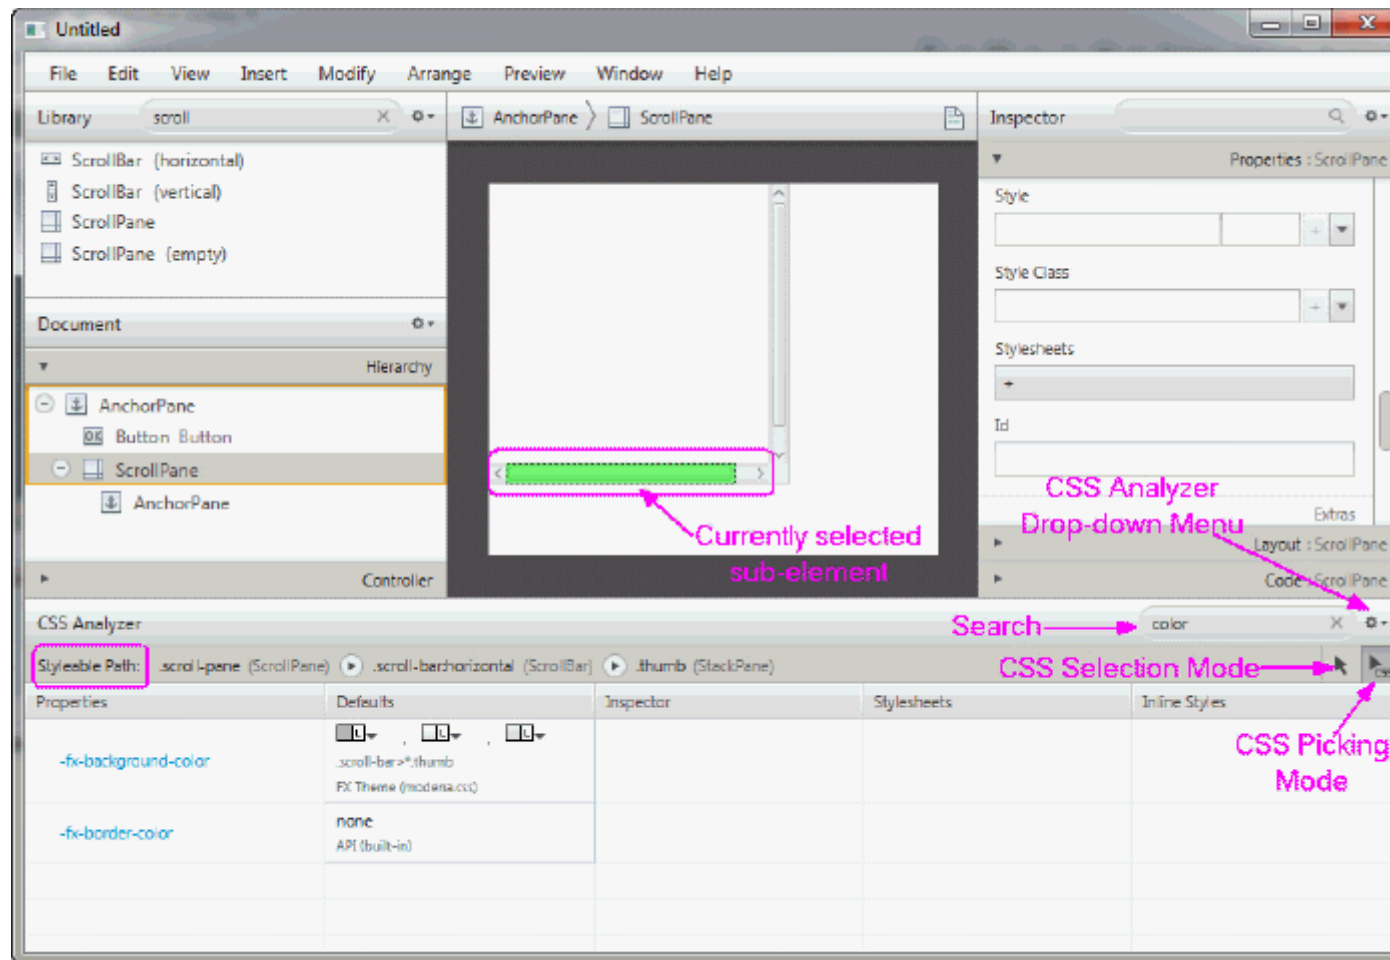 Untitled
File Edit View Insert Modify Arrange Preview Window Help
Library scroll
AnchorPane ScrollPane
Inspector
ScrollBar (horizontal)
ScrollBar (vertical)
ScrollPane
ScrollPane (empty)
Properties : ScrollPane
Style
Style Class
Stylesheets
+
Id
Document
Hierarchy
AnchorPane
OK Button Button
ScrollPane
AnchorPane
Controller
Currently selected
sub-element
CSS Analyzer
Drop-down Menu
Extras
Layout : ScrollPane
Code : ScrollPane
CSS Analyzer
Search
color
Styleable Path: .scroll-pane (ScrollPane) .scroll-bar:horizontal (ScrollBar) .thumb (StackPane)
CSS Selection Mode
CSS
Properties Defaults Inspector Stylesheets Inline Styles
-fx-background-color
L , L , L
.scroll-bar>*.thumb
FX Theme (modena.css)
CSS Picking
Mode
-fx-border-color
none
API (built-in)